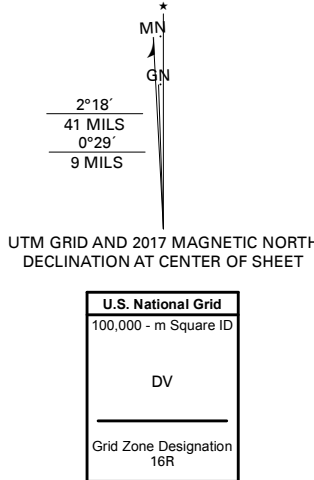 MN
GN
2°18´
41 MILS
0°29´
9 MILS
UTM GRID AND 2017 MAGNETIC NORTH
DECLINATION AT CENTER OF SHEET
U.S. National Grid
100,000 - m Square ID
DV
Grid Zone Designation
16R